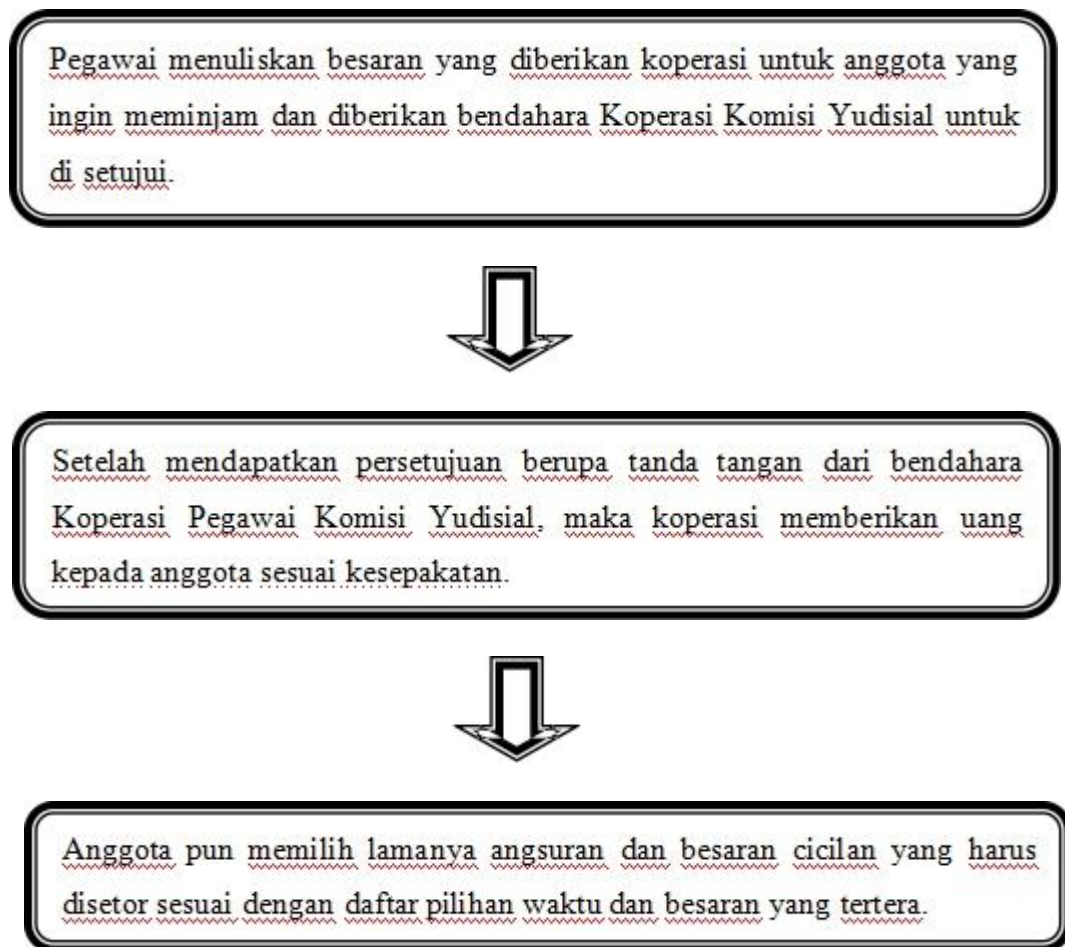 Pegawai menuliskan besaran yang diberikan koperasi untuk anggota yang
ingin meminjam dan diberikan bendahara Koperasi Komisi Yudisial untuk
di setujui.
Setelah mendapatkan persetujuan berupa tanda tangan dari bendahara
Koperasi Pegawai Komisi Yudisial, maka koperasi memberikan uang
kepada anggota sesuai kesepakatan.
Anggota pun memilih lamanya angsuran dan besaran cicilan yang harus
disetor sesuai dengan daftar pilihan waktu dan besaran yang tertera.